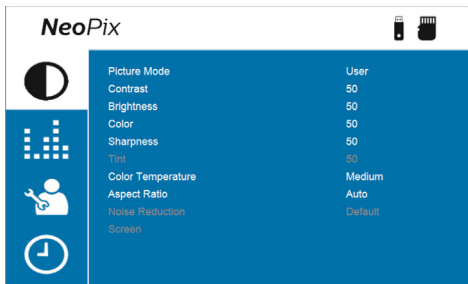 NeoPix
Picture Mode User
Contrast 50
Brightness 50
Color 50
Sharpness 50
Tint 50
Color Temperature Medium
Aspect Ratio Auto
Noise Reduction Default
Screen